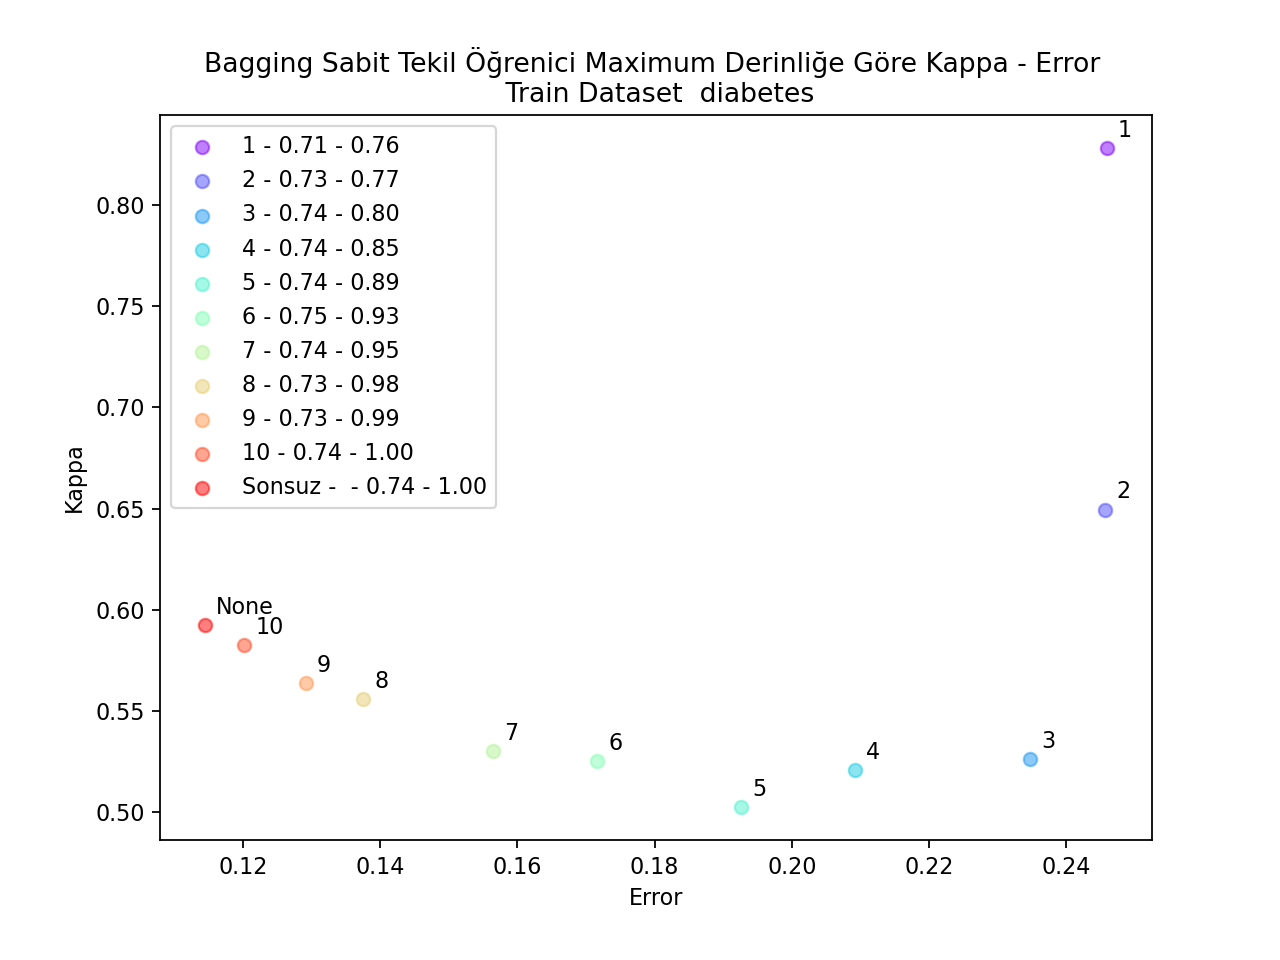 Bagging Sabit Tekil Öğrenici Maximum Derinliğe Göre Kappa - Error
Train Dataset  diabetes
1 - 0.71 - 0.76
2 - 0.73 - 0.77
3 - 0.74 - 0.80
4 - 0.74 - 0.85
5 - 0.74 - 0.89
6 - 0.75 - 0.93
7 - 0.74 - 0.95
8 - 0.73 - 0.98
9 - 0.73 - 0.99
10 - 0.74 - 1.00
Sonsuz -  - 0.74 - 1.00
1
2
None
10
9
8
7
6
5
4
3
0.80
0.75
0.70
0.65
0.60
0.55
0.50
Kappa
0.12 0.14 0.16 0.18 0.20 0.22 0.24
Error